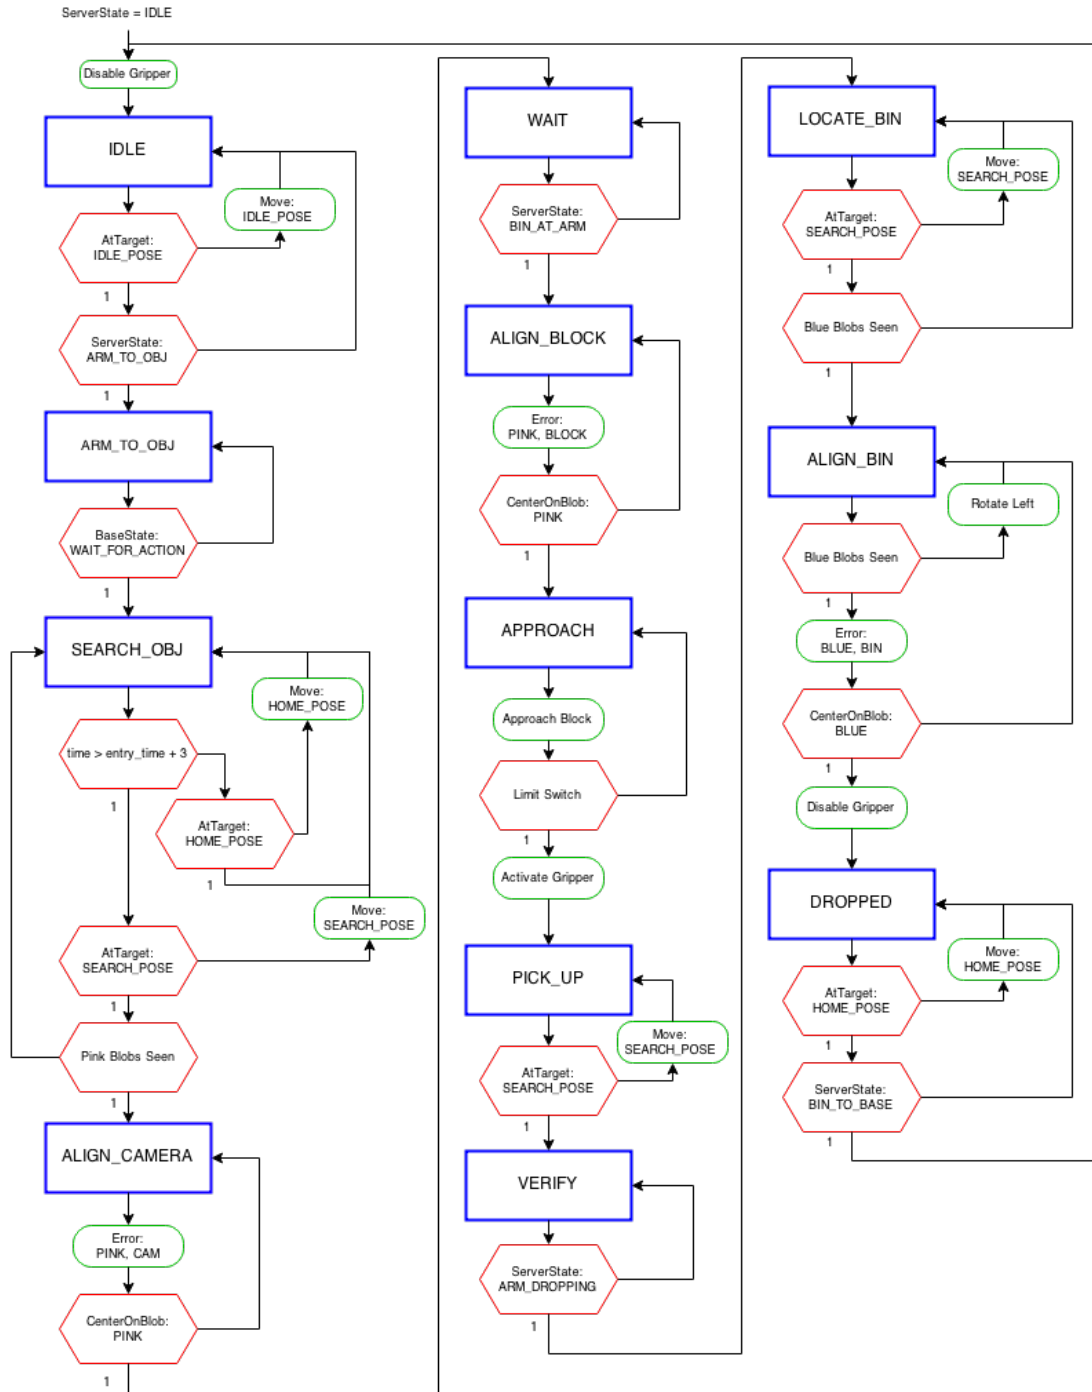 ServerState = IDLE
Disable Gripper
IDLE
Move:
IDLE_POSE
AtTarget:
IDLE_POSE
1
ServerState:
ARM_TO_OBJ
1
ARM_TO_OBJ
BaseState:
WAIT_FOR_ACTION
1
SEARCH_OBJ
Move:
HOME_POSE
time > entry_time + 3
1
AtTarget:
HOME_POSE
1
Move:
SEARCH_POSE
AtTarget:
SEARCH_POSE
1
Pink Blobs Seen
1
ALIGN_CAMERA
Error:
PINK, CAM
CenterOnBlob:
PINK
1
WAIT
ServerState:
BIN_AT_ARM
1
ALIGN_BLOCK
Error:
PINK, BLOCK
CenterOnBlob:
PINK
1
APPROACH
Approach Block
Limit Switch
1
Activate Gripper
PICK_UP
Move:
SEARCH_POSE
AtTarget:
SEARCH_POSE
1
VERIFY
ServerState:
ARM_DROPPING
1
LOCATE_BIN
Move:
SEARCH_POSE
AtTarget:
SEARCH_POSE
1
Blue Blobs Seen
1
ALIGN_BIN
Rotate Left
Blue Blobs Seen
1
Error:
BLUE, BIN
CenterOnBlob:
BLUE
1
Disable Gripper
DROPPED
Move:
HOME_POSE
AtTarget:
HOME_POSE
1
ServerState:
BIN_TO_BASE
1